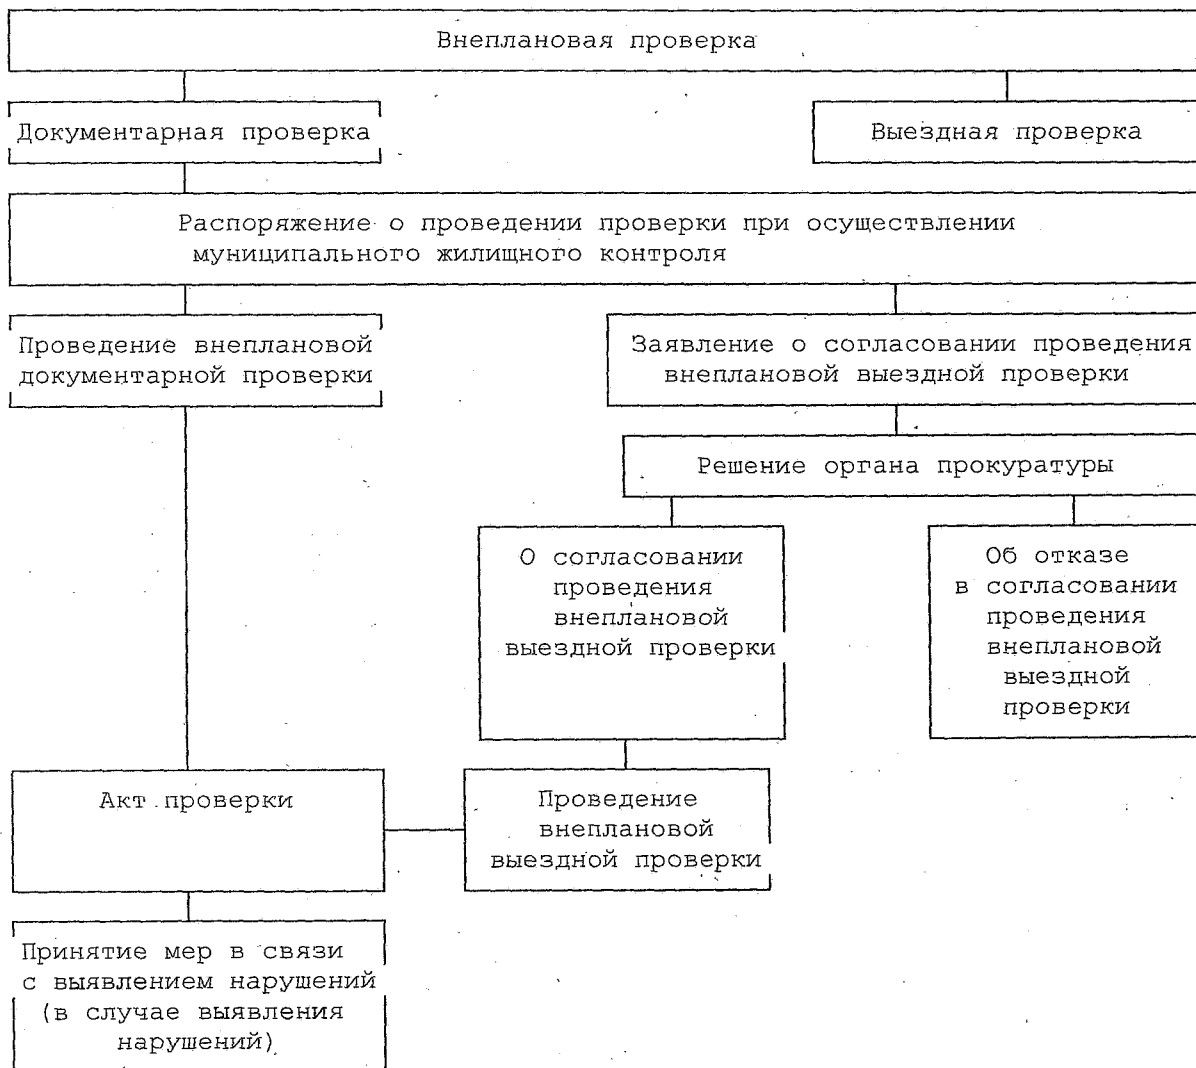 Внеплановая проверка
Документарная проверка
Выездная проверка
Распоряжение о проведении проверки при осуществлении
муниципального жилищного контроля
Проведение внеплановой
документарной проверки
Заявление о согласовании проведения
внеплановой выездной проверки
Решение органа прокуратуры
О согласовании
проведения
внеплановой
выездной проверки
Об отказе
в согласовании
проведения
внеплановой
выездной
проверки
Акт проверки
Проведение
внеплановой
выездной проверки
Принятие мер в связи
с выявлением нарушений
(в случае выявления
нарушений)